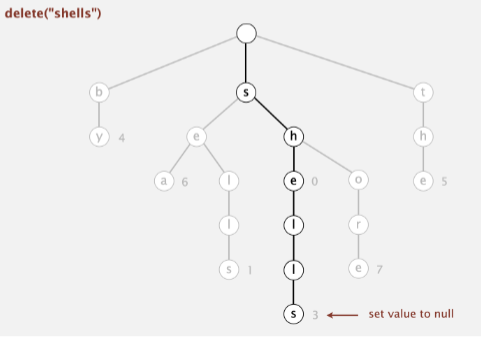 delete("shells")
b s t
y 4 e h h
a 6 l e 0 o e 5
l l r
s 1 l e 7
s 3 set value to null